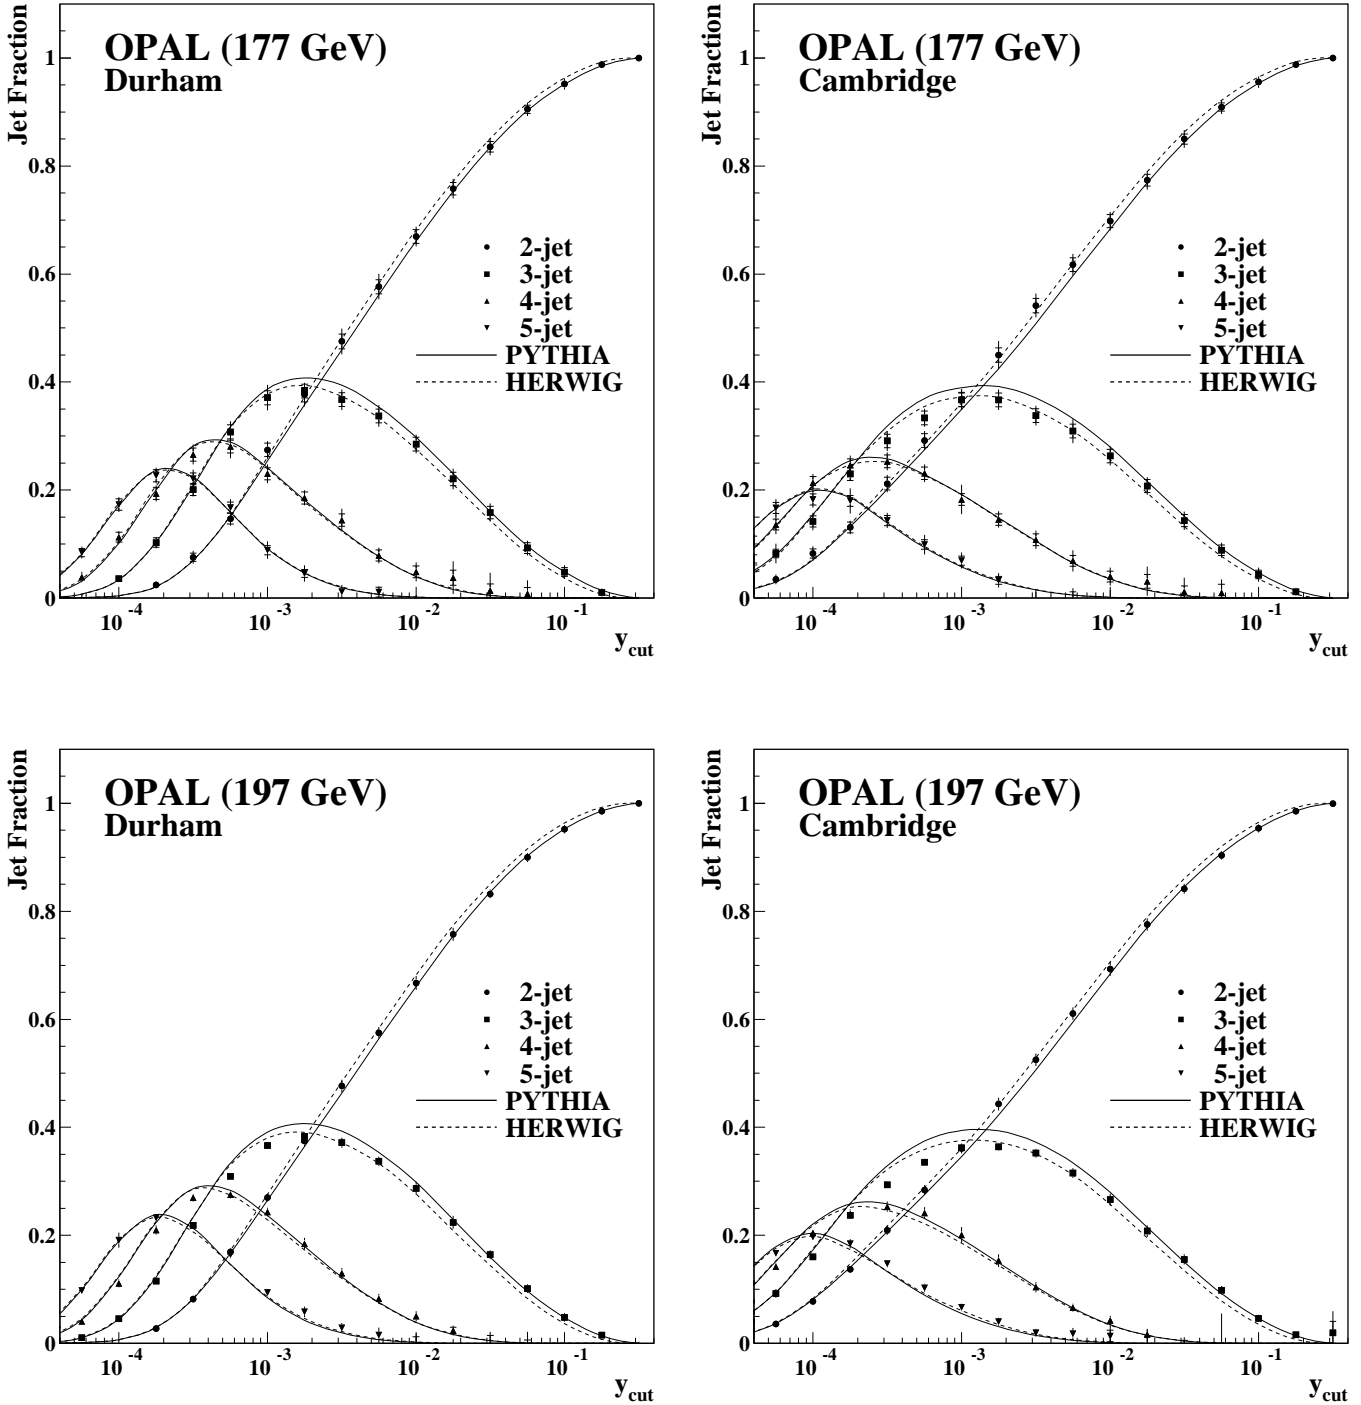 OPAL (177 GeV)
Durham
Jet Fraction
1
0.8
0.6
0.4
0.2
0
2-jet
3-jet
4-jet
5-jet
PYTHIA
HERWIG
10^-4
10^-3
10^-2
10^-1
y_cut
OPAL (177 GeV)
Cambridge
Jet Fraction
1
0.8
0.6
0.4
0.2
0
2-jet
3-jet
4-jet
5-jet
PYTHIA
HERWIG
10^-4
10^-3
10^-2
10^-1
y_cut
OPAL (197 GeV)
Durham
Jet Fraction
1
0.8
0.6
0.4
0.2
0
2-jet
3-jet
4-jet
5-jet
PYTHIA
HERWIG
10^-4
10^-3
10^-2
10^-1
y_cut
OPAL (197 GeV)
Cambridge
Jet Fraction
1
0.8
0.6
0.4
0.2
0
2-jet
3-jet
4-jet
5-jet
PYTHIA
HERWIG
10^-4
10^-3
10^-2
10^-1
y_cut